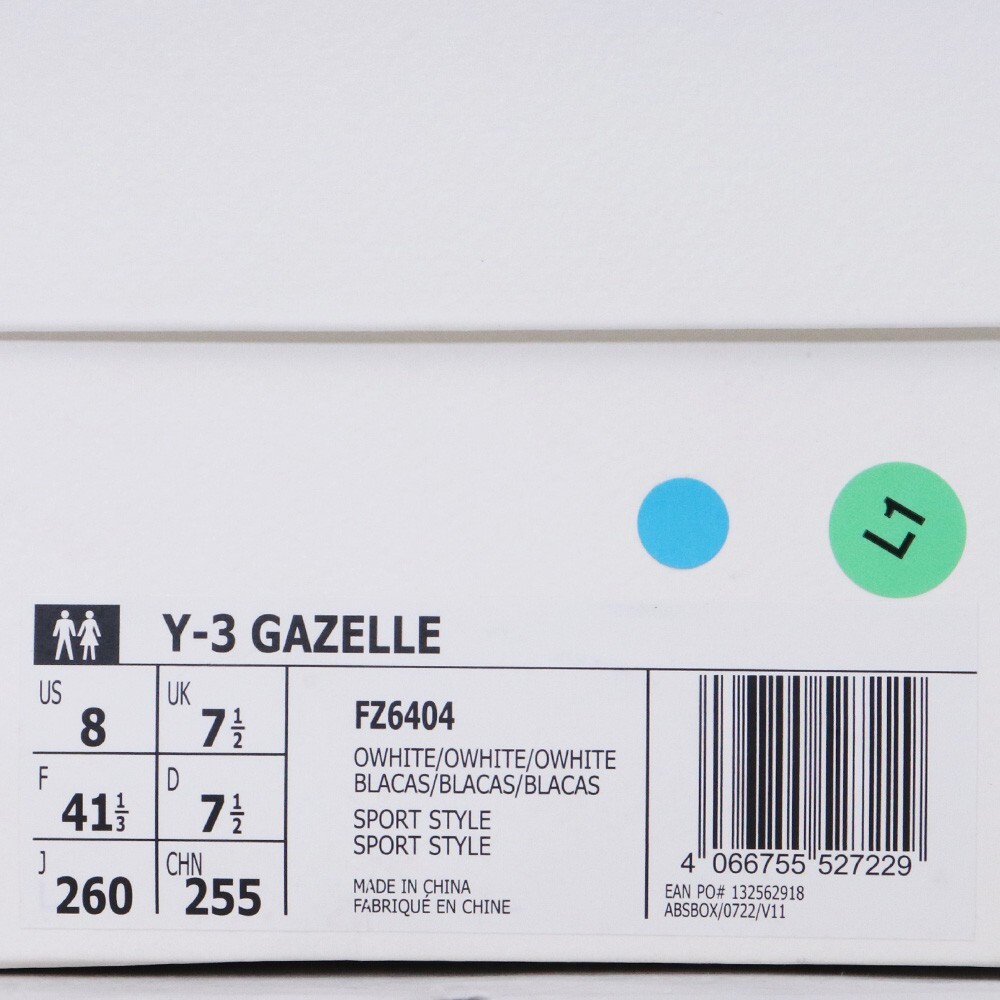 L1
Y-3 GAZELLE
US 8
UK 7 1/2
F 41 1/3
D 7 1/2
J 260
CHN 255
FZ6404
OWHITE/OWHITE/OWHITE
BLACAS/BLACAS/BLACAS
SPORT STYLE
SPORT STYLE
MADE IN CHINA
FABRIQUÉ EN CHINE
4 066755 527229
EAN PO# 132562918
ABSBOX/0722/V11